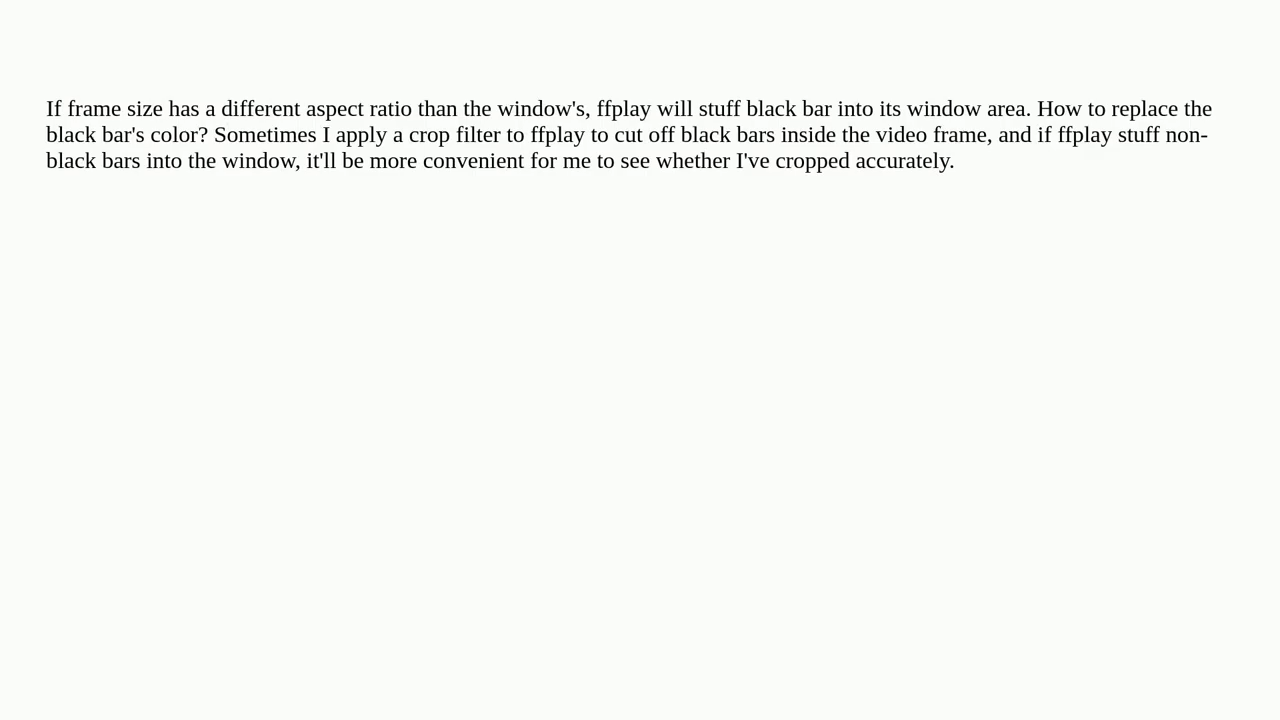 If frame size has a different aspect ratio than the window's, ffplay will stuff black bar into its window area. How to replace the
black bar's color? Sometimes I apply a crop filter to ffplay to cut off black bars inside the video frame, and if ffplay stuff non-
black bars into the window, it'll be more convenient for me to see whether I've cropped accurately.